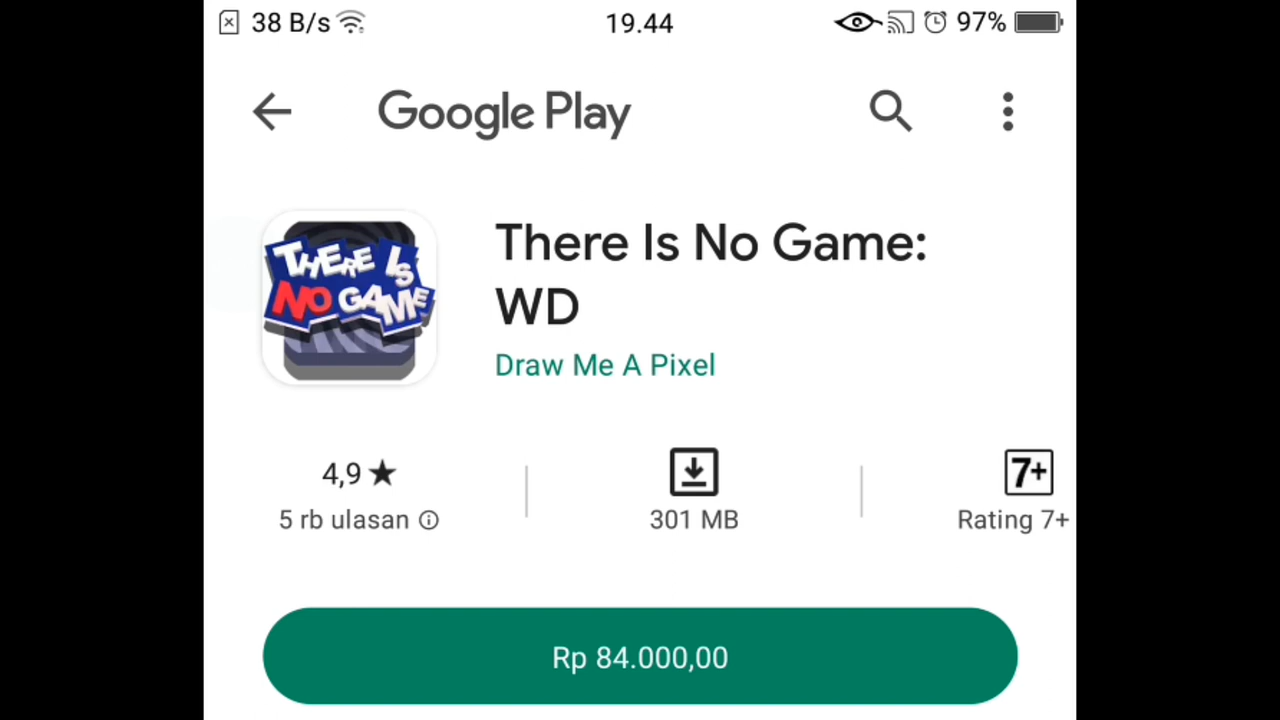 38 B/s 19.44 97%
Google Play
THERE IS
NO GAME
There Is No Game:
WD
Draw Me A Pixel
4,9 ★ 7+
5 rb ulasan 301 MB Rating 7+
Rp 84.000,00